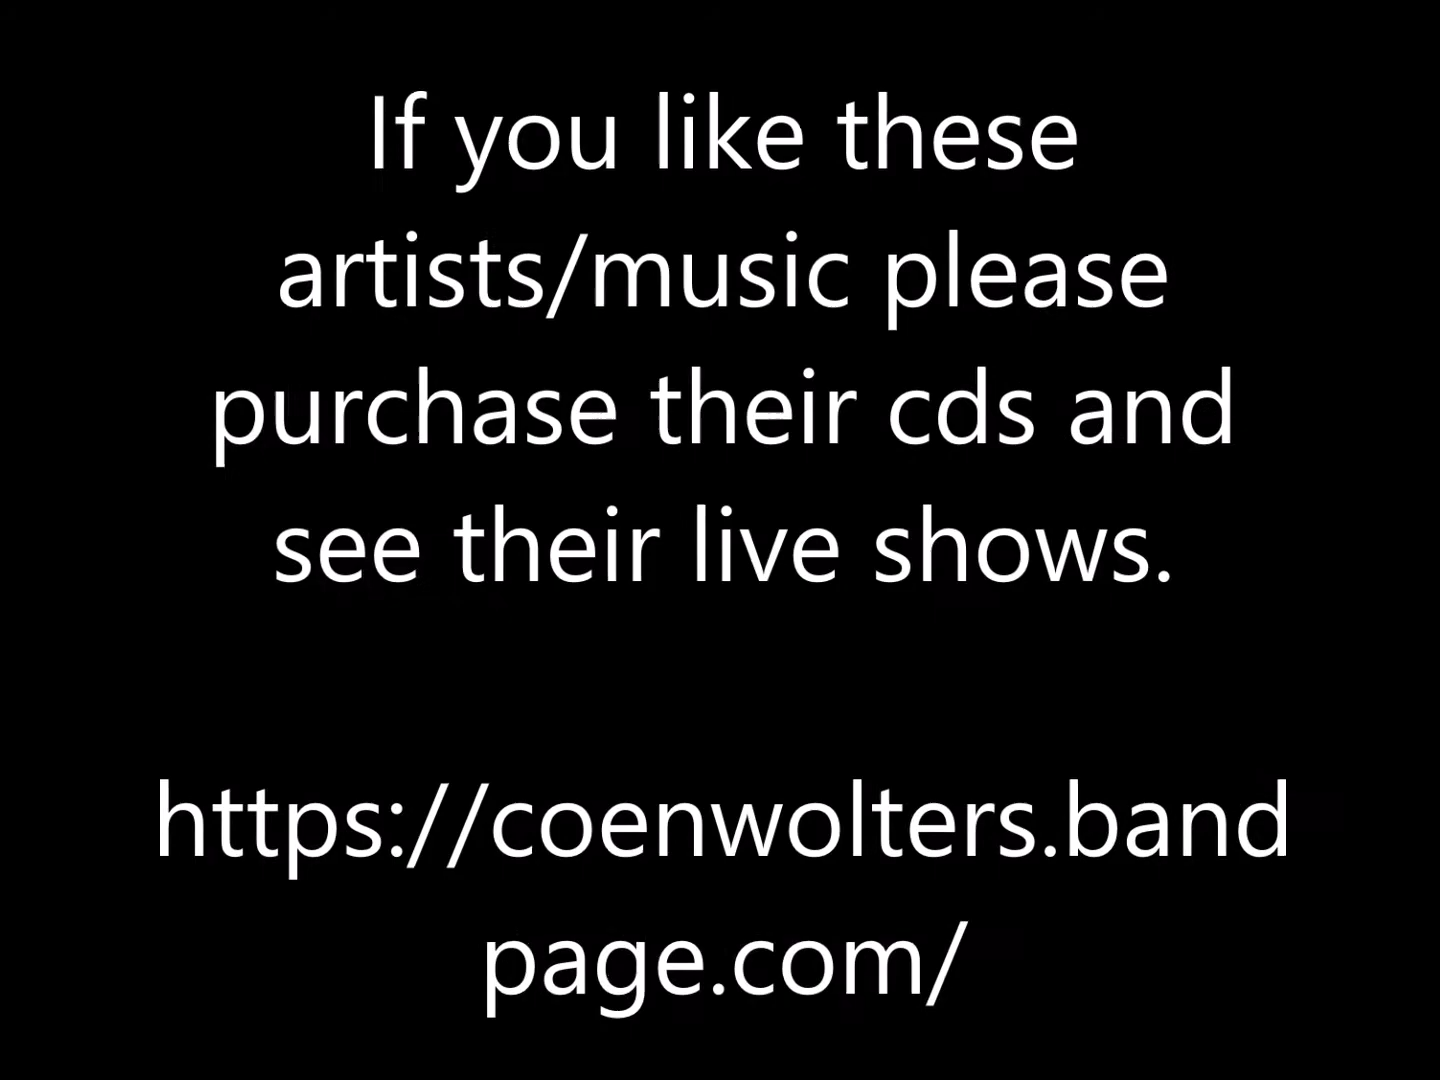 If you like these
artists/music please
purchase their cds and
see their live shows.
https://coenwolters.band
page.com/